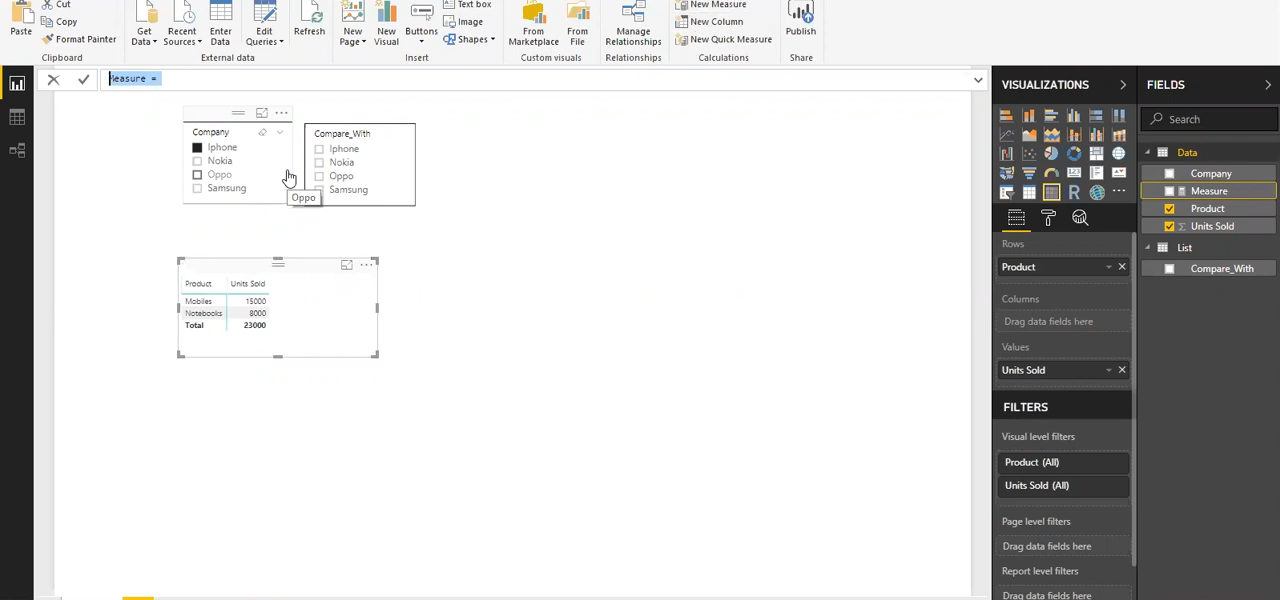 Cut
Copy
Format Painter
Paste
Clipboard
Get Data
Recent Sources
Enter Data
Edit Queries
Refresh
External data
New Page
New Visual
Buttons
Text box
Image
Shapes
Insert
From Marketplace
From File
Custom visuals
Manage Relationships
Relationships
New Measure
New Column
New Quick Measure
Calculations
Publish
Share
Measure =
Company
Iphone
Nokia
Oppo
Samsung
Oppo
Compare_With
Iphone
Nokia
Oppo
Samsung
Product Units Sold
Mobiles 15000
Notebooks 8000
Total 23000
VISUALIZATIONS
R
Rows
Product
Columns
Drag data fields here
Values
Units Sold
FILTERS
Visual level filters
Product (All)
Units Sold (All)
Page level filters
Drag data fields here
Report level filters
Drag data fields here
FIELDS
Search
Data
Company
Measure
Product
Σ Units Sold
List
Compare_With